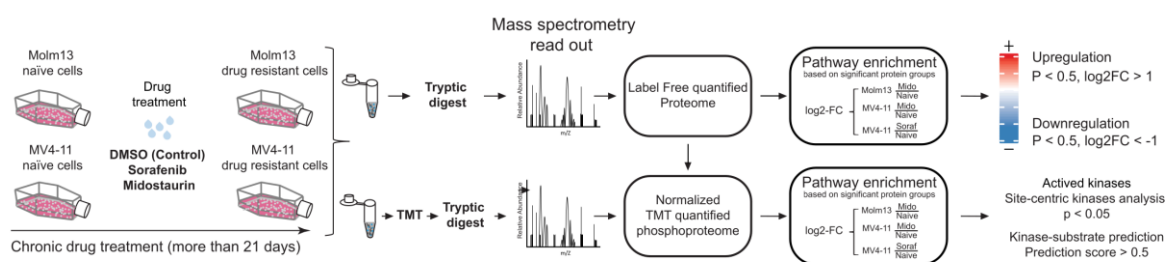 Molm13
naïve cells
Drug
treatment
Molm13
drug resistant cells
MV4-11
naïve cells
DMSO (Control)
Sorafenib
Midostaurin
MV4-11
drug resistant cells
Chronic drug treatment (more than 21 days)
Tryptic
digest
TMT
Tryptic
digest
Mass spectrometry
read out
Relative Abundance
m/Z
Relative Abundance
m/Z
Label Free quantified
Proteome
Normalized
TMT quantified
phosphoproteome
Pathway enrichment
based on significant protein groups
log2-FC
Molm13 Mido
Naive
MV4-11 Mido
Naive
MV4-11 Soraf
Naive
Pathway enrichment
based on significant protein groups
log2-FC
Molm13 Mido
Naive
MV4-11 Mido
Naive
MV4-11 Soraf
Naive
+
Upregulation
P < 0.5, log2FC > 1
Downregulation
P < 0.5, log2FC < -1
−
Actived kinases
Site-centric kinases analysis
p < 0.05
Kinase-substrate prediction
Prediction score > 0.5